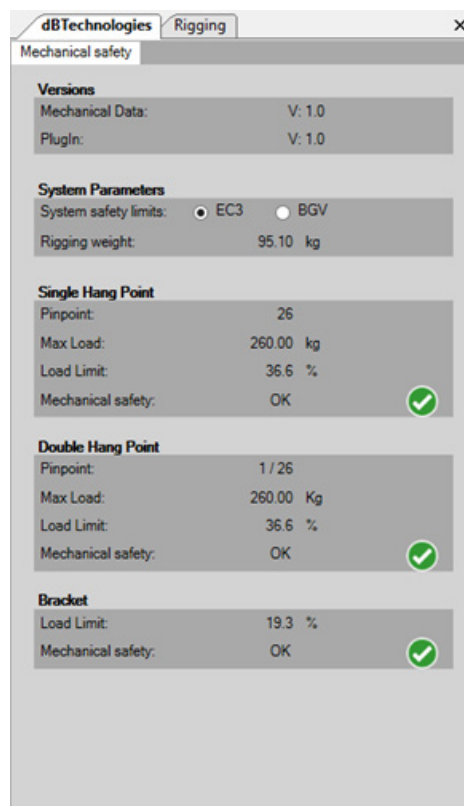 dBTechnologies Rigging
Mechanical safety
Versions
Mechanical Data: V: 1.0
PlugIn: V: 1.0
System Parameters
System safety limits: EC3 BGV
Rigging weight: 95.10 kg
Single Hang Point
Pinpoint: 26
Max Load: 260.00 kg
Load Limit: 36.6 %
Mechanical safety: OK
Double Hang Point
Pinpoint: 1 / 26
Max Load: 260.00 Kg
Load Limit: 36.6 %
Mechanical safety: OK
Bracket
Load Limit: 19.3 %
Mechanical safety: OK